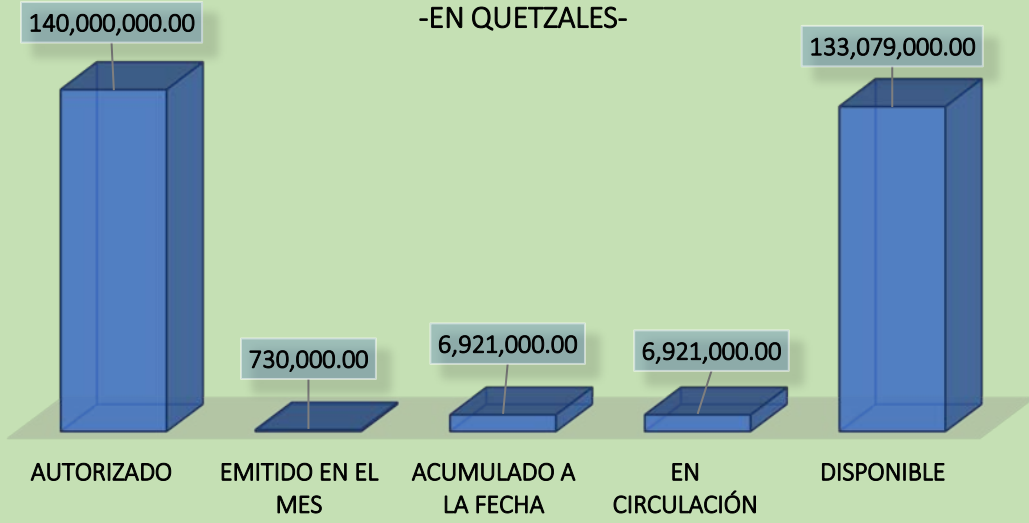 -EN QUETZALES-
140,000,000.00
730,000.00
6,921,000.00
6,921,000.00
133,079,000.00
AUTORIZADO
EMITIDO EN EL
MES
ACUMULADO A
LA FECHA
EN
CIRCULACIÓN
DISPONIBLE